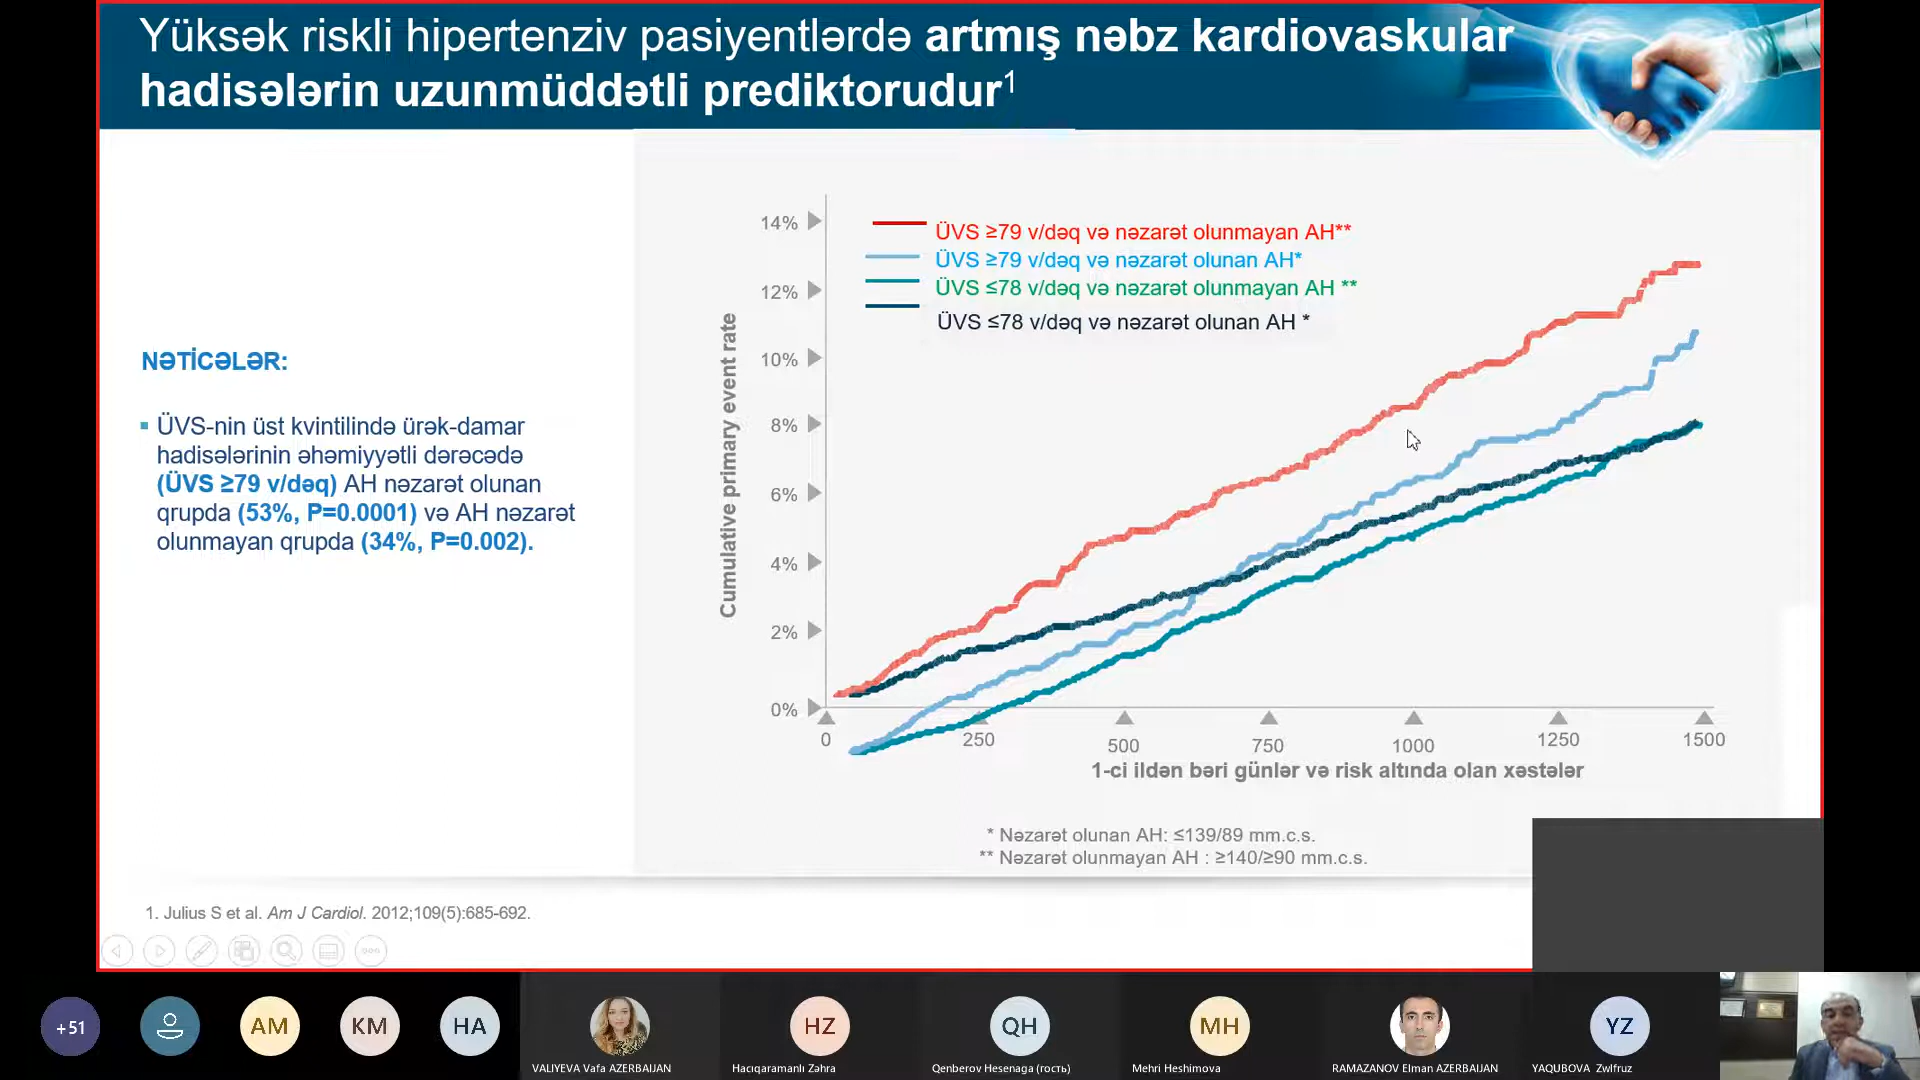 Yüksək riskli hipertenziv pasiyentlərdə artmış nəbz kardiovaskular
hadisələrin uzunmüddətli prediktorudur1
NƏTİCƏLƏR:
ÜVS-nin üst kvintilində ürək-damar
hadisələrinin əhəmiyyətli dərəcədə
(ÜVS ≥79 v/dəq) AH nəzarət olunan
qrupda (53%, P=0.0001) və AH nəzarət
olunmayan qrupda (34%, P=0.002).
ÜVS ≥79 v/dəq və nəzarət olunmayan AH**
ÜVS ≥79 v/dəq və nəzarət olunan AH*
ÜVS ≤78 v/dəq və nəzarət olunmayan AH **
ÜVS ≤78 v/dəq və nəzarət olunan AH *
Cumulative primary event rate
14%
12%
10%
8%
6%
4%
2%
0%
0
250
500
750
1000
1250
1500
1-ci ildən bəri günlər və risk altında olan xəstələr
* Nəzarət olunan AH: ≤139/89 mm.c.s.
** Nəzarət olunmayan AH : ≥140/≥90 mm.c.s.
1. Julius S et al. Am J Cardiol. 2012;109(5):685-692.
+51
AM
KM
HA
VALIYEVA Vafa AZERBAIJAN
HZ
Hacıqaramanlı Zəhra
QH
Qenberov Hesenaga (гость)
MH
Mehri Heshimova
RAMAZANOV Elman AZERBAIJAN
YZ
YAQUBOVA Zwlfruz